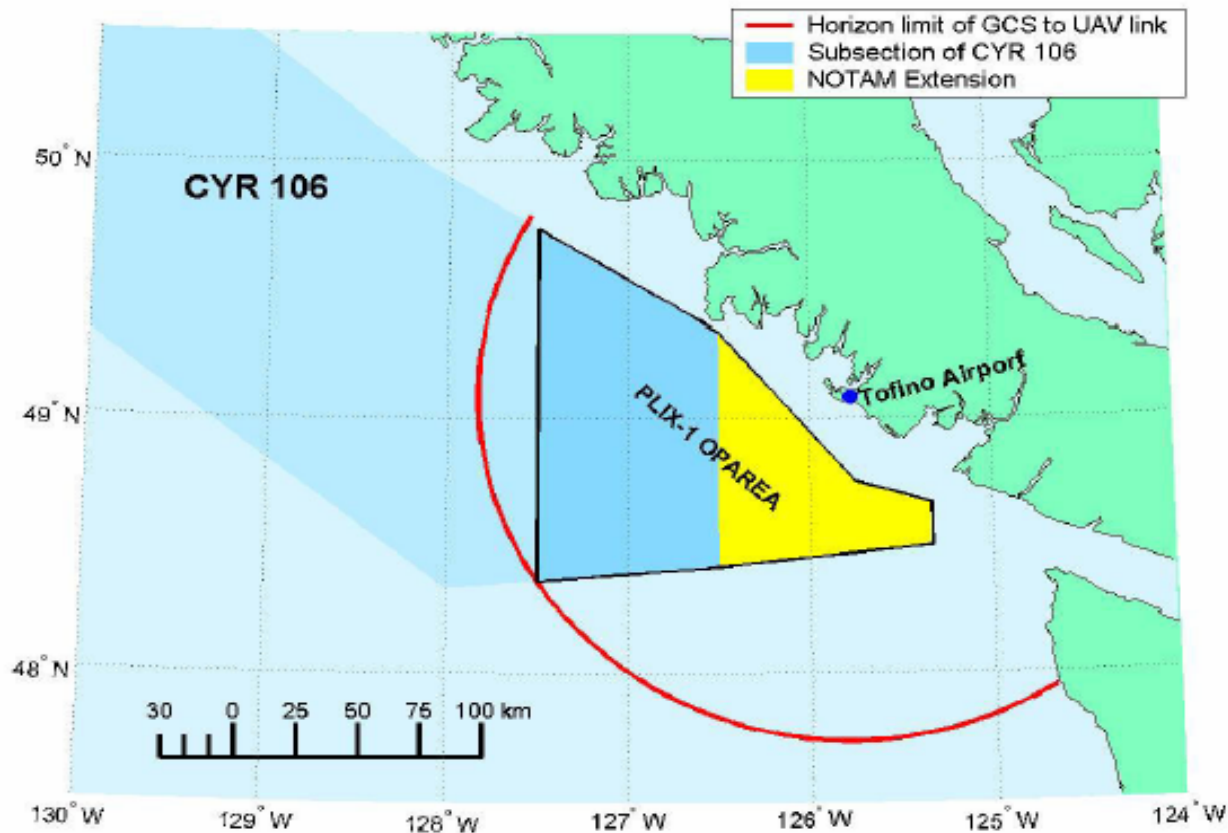 Horizon limit of GCS to UAV link
Subsection of CYR 106
NOTAM Extension
50° N
CYR 106
Tofino Airport
49° N
PLIX-1 OPAREA
48° N
30 0 25 50 75 100 km
130° W 129° W 128° W 127° W 126° W 125° W 124° W